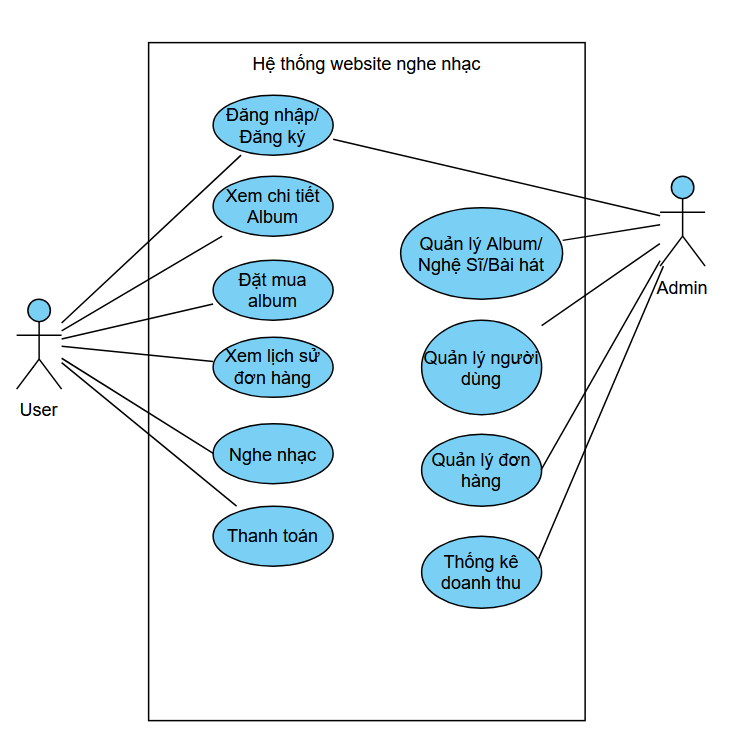 Hệ thống website nghe nhạc
Đăng nhập/
Đăng ký
Xem chi tiết
Album
Đặt mua
album
Xem lịch sử
đơn hàng
Nghe nhạc
Thanh toán
Quản lý Album/
Nghệ Sĩ/Bài hát
Quản lý người
dùng
Quản lý đơn
hàng
Thống kê
doanh thu
User
Admin